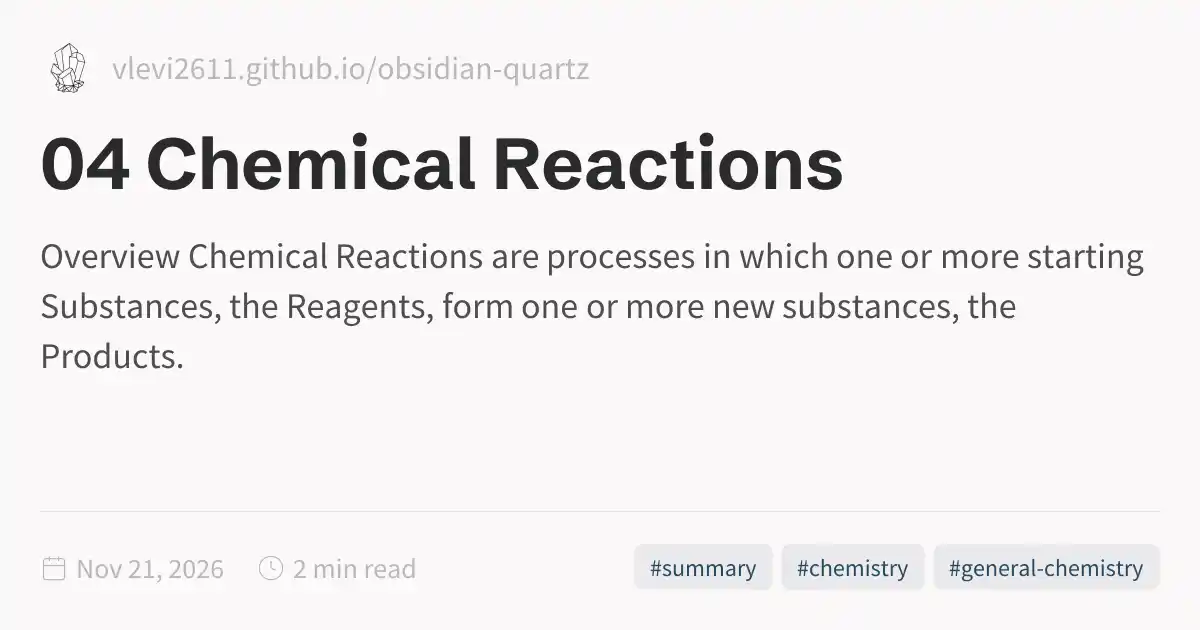 vlevi2611.github.io/obsidian-quartz
04 Chemical Reactions
Overview Chemical Reactions are processes in which one or more starting
Substances, the Reagents, form one or more new substances, the
Products.
Nov 21, 2026 2 min read #summary #chemistry #general-chemistry